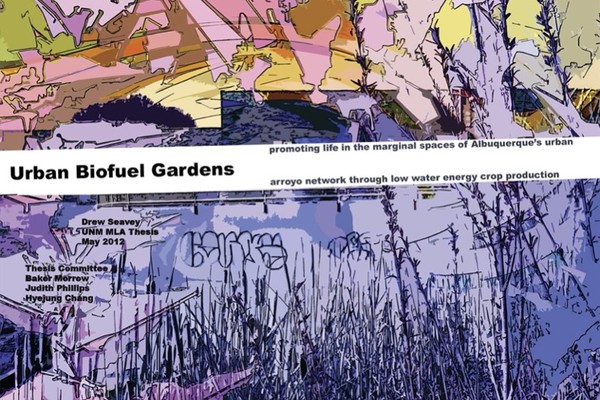 promoting life in the marginal spaces of Albuquerque's urban
Urban Biofuel Gardens
arroyo network through low water energy crop production
Drew Seavey
UNM MLA Thesis
May 2012
Thesis Committee
Baker Morrow
Judith Phillips
Hyejung Chang